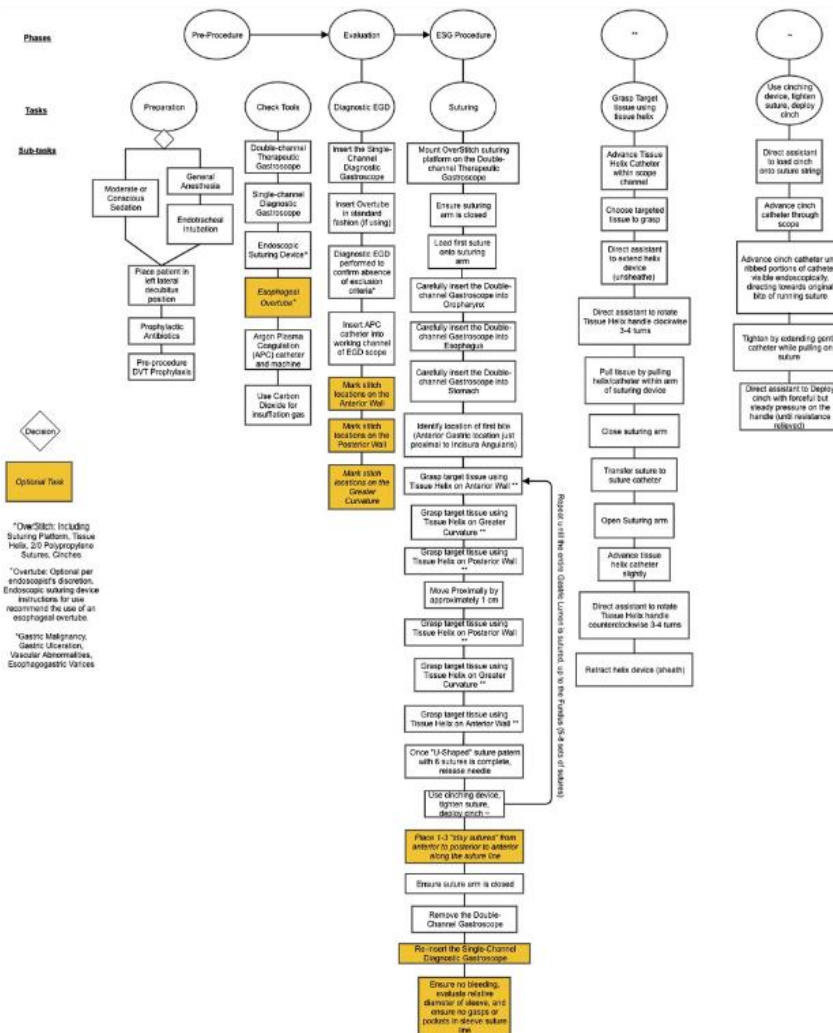 Phases
Pre-Procedure
Evaluation
ESG Procedure
**
~
Tasks
Preparation
Check Tools
Diagnostic EGD
Suturing
Grasp Target
tissue using
tissue helix
Use cinching
device, tighten
suture, deploy
cinch
Sub-tasks
Moderate or
Conscious
Sedation
General
Anesthesia
Endotracheal
Intubation
Place patient in
left lateral
decubitus
position
Prophylactic
Antibiotics
Pre-procedure
DVT Prophylaxis
Double-channel
Therapeutic
Gastroscope
Single-channel
Diagnostic
Gastroscope
Endoscopic
Suturing Device^
Esophageal
Overtube*
Argon Plasma
Coagulation
(APC) catheter
and machine
Use Carbon
Dioxide for
insufflation gas
Insert the Single-
Channel
Diagnostic
Gastroscope
Insert Overtube
in standard
fashion (if using)
Diagnostic EGD
performed to
confirm absence
of exclusion
criteria*
Insert APC
catheter into
working channel
of EGD scope
Mark stitch
locations on the
Anterior Wall
Mark stitch
locations on the
Posterior Wall
Mark stitch
locations on the
Greater
Curvature
Mount OverStitch suturing
platform on the Double-
channel Therapeutic
Gastroscope
Ensure suturing
arm is closed
Load first suture
onto suturing
arm
Carefully insert the Double-
channel Gastroscope into
Oropharynx
Carefully insert the Double-
channel Gastroscope into
Esophagus
Carefully insert the Double-
channel Gastroscope into
Stomach
Identify location of first bite
(Anterior Gastric location just
proximal to Incisura Angularis)
Grasp target tissue using
Tissue Helix on Anterior Wall **
Grasp target tissue using
Tissue Helix on Greater
Curvature **
Grasp target tissue using
Tissue Helix on Posterior Wall
**
Move Proximally by
approximately 1 cm
Grasp target tissue using
Tissue Helix on Posterior Wall
**
Grasp target tissue using
Tissue Helix on Greater
Curvature **
Grasp target tissue using
Tissue Helix on Anterior Wall **
Once "U-Shaped" suture patern
with 6 sutures is complete,
release needle
Use cinching device,
tighten suture,
deploy cinch ~
Place 1-3 "stay sutures" from
anterior to posterior to anterior
along the suture line
Ensure suture arm is closed
Remove the Double-
Channel Gastroscope
Re-insert the Single-Channel
Diagnostic Gastroscope
Ensure no bleeding,
evaluate relative
diameter of sleeve, and
ensure no gasps or
pockets in sleeve suture
line
Repeat until the entire Gastric Lumen is sutured, up to the Fundus (5-8 sets of sutures)
Advance Tissue
Helix Catheter
within scope
channel
Choose targeted
tissue to grasp
Direct assistant
to extend helix
device
(unsheathe)
Direct assistant to rotate
Tissue Helix handle clockwise
3-4 turns
Pull tissue by pulling
helix/catheter within arm
of suturing device
Close suturing arm
Transfer suture to
suture catheter
Open Suturing arm
Advance tissue
helix catheter
slightly
Direct assistant to rotate
Tissue Helix handle
counterclockwise 3-4 turns
Retract helix device (sheath)
Direct assistant
to load cinch
onto suture string
Advance cinch
catheter through
scope
Advance cinch catheter
ribbed portions of
visible endoscopically,
directing towards original
bite of running suture
Tighten by extending
catheter while pulling on
suture
Direct assistant to Deploy
cinch with forceful but
steady pressure on the
handle (until resistance
relieved)
Decision
Optional Task
^OverStitch: Including
Suturing Platform, Tissue
Helix, 2/0 Polypropylene
Sutures, Cinches
*Overtube: Optional per
endoscopist's discretion.
Endoscopic suturing device
instructions for use
recommend the use of an
esophageal overtube.
*Gastric Malignancy,
Gastric Ulceration,
Vascular Abnormalities,
Esophagogastric Varices